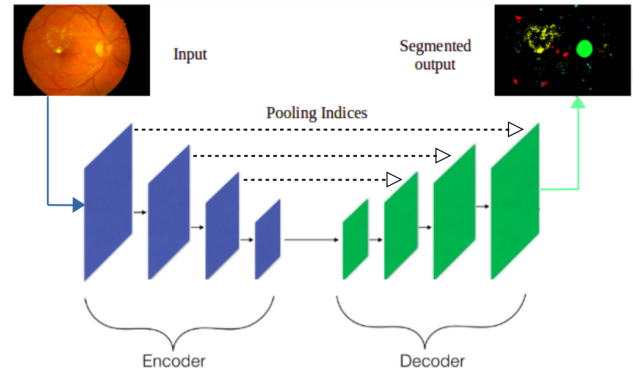 Input
Segmented
output
Pooling Indices
Encoder
Decoder